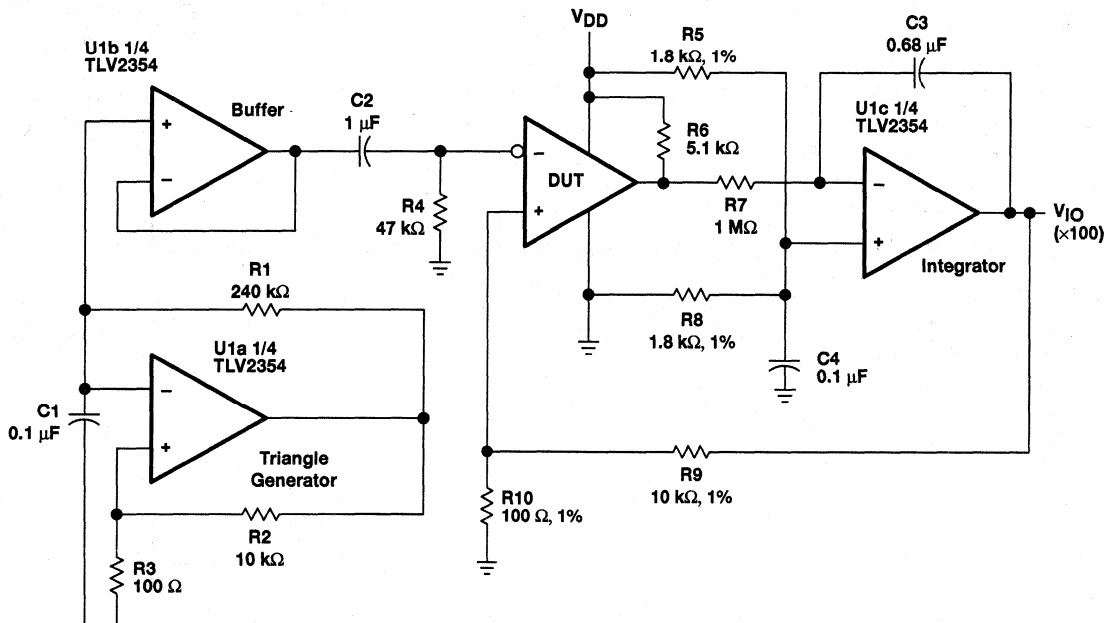 VDD
U1b 1/4
TLV2354
Buffer
+
−
C2
1 µF
R4
47 kΩ
R5
1.8 kΩ, 1%
R6
5.1 kΩ
−
DUT
+
R7
1 MΩ
C3
0.68 µF
U1c 1/4
TLV2354
−
+
Integrator
VIO
(×100)
R8
1.8 kΩ, 1%
C4
0.1 µF
R1
240 kΩ
U1a 1/4
TLV2354
−
+
C1
0.1 µF
Triangle
Generator
R2
10 kΩ
R3
100 Ω
R9
10 kΩ, 1%
R10
100 Ω, 1%